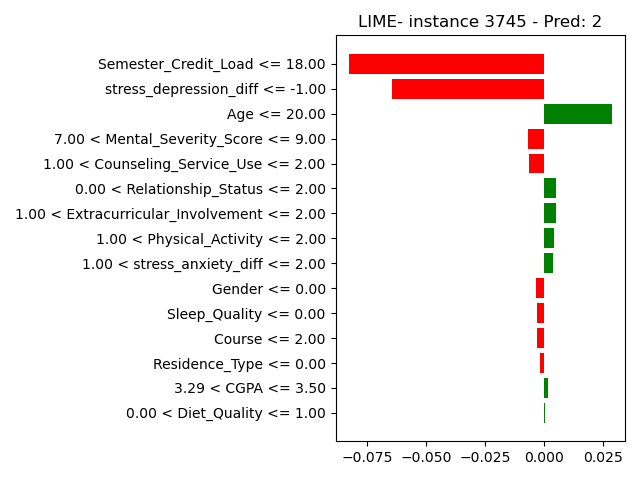 LIME- instance 3745 - Pred: 2
Semester_Credit_Load <= 18.00
stress_depression_diff <= -1.00
Age <= 20.00
7.00 < Mental_Severity_Score <= 9.00
1.00 < Counseling_Service_Use <= 2.00
0.00 < Relationship_Status <= 2.00
1.00 < Extracurricular_Involvement <= 2.00
1.00 < Physical_Activity <= 2.00
1.00 < stress_anxiety_diff <= 2.00
Gender <= 0.00
Sleep_Quality <= 0.00
Course <= 2.00
Residence_Type <= 0.00
3.29 < CGPA <= 3.50
0.00 < Diet_Quality <= 1.00
−0.075 −0.050 −0.025 0.000 0.025